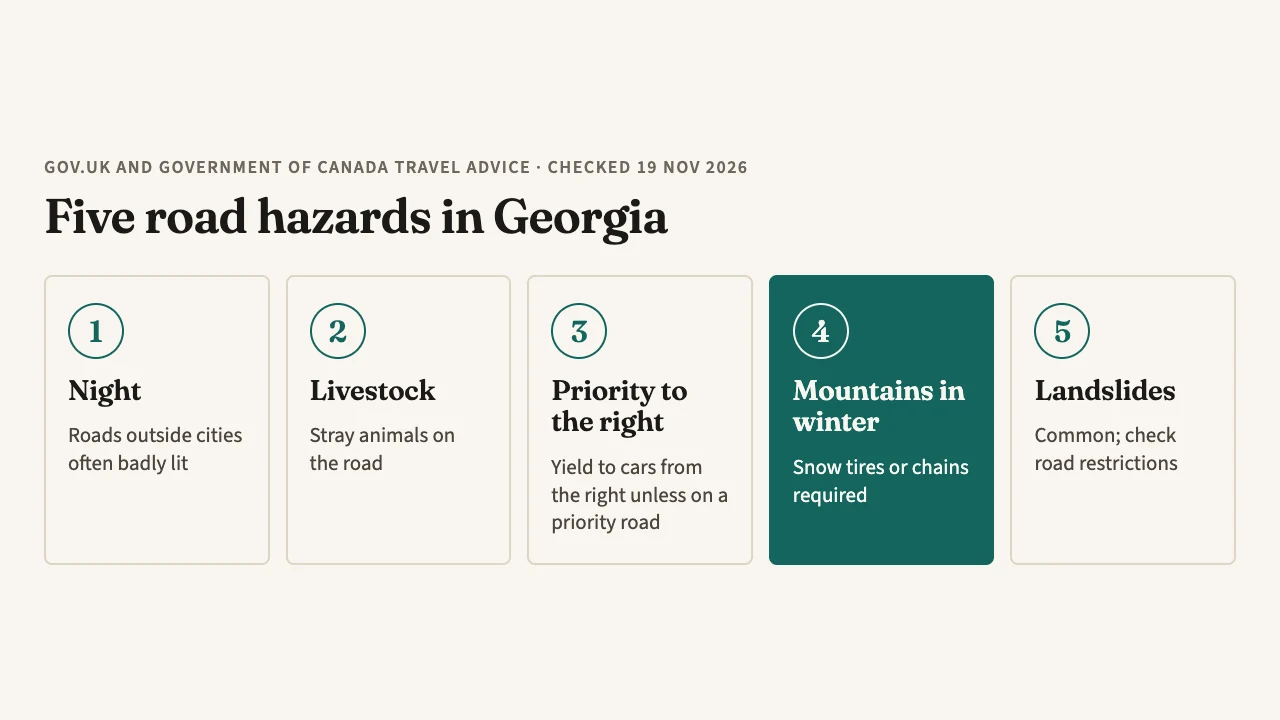 GOV.UK AND GOVERNMENT OF CANADA TRAVEL ADVICE · CHECKED 19 NOV 2026
Five road hazards in Georgia
1
Night
Roads outside cities
often badly lit
2
Livestock
Stray animals on
the road
3
Priority to
the right
Yield to cars from
the right unless on a
priority road
4
Mountains in
winter
Snow tires or chains
required
5
Landslides
Common; check
road restrictions